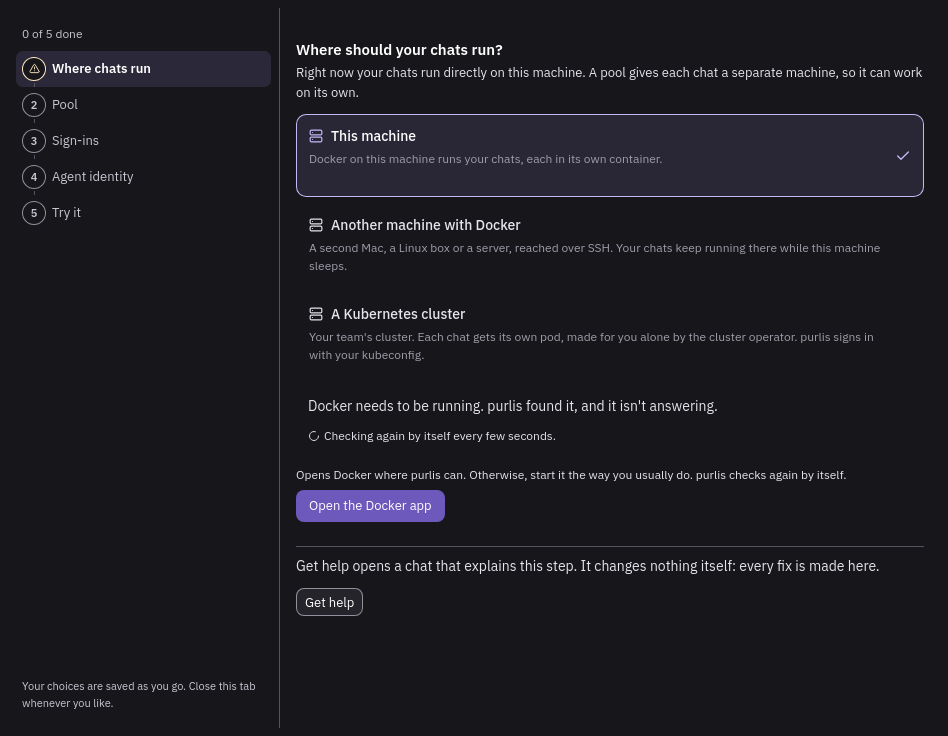 0 of 5 done
Where chats run
2 Pool
3 Sign-ins
4 Agent identity
5 Try it
Your choices are saved as you go. Close this tab
whenever you like.
Where should your chats run?
Right now your chats run directly on this machine. A pool gives each chat a separate machine, so it can work
on its own.
This machine
Docker on this machine runs your chats, each in its own container.
Another machine with Docker
A second Mac, a Linux box or a server, reached over SSH. Your chats keep running there while this machine
sleeps.
A Kubernetes cluster
Your team's cluster. Each chat gets its own pod, made for you alone by the cluster operator. purlis signs in
with your kubeconfig.
Docker needs to be running. purlis found it, and it isn't answering.
Checking again by itself every few seconds.
Opens Docker where purlis can. Otherwise, start it the way you usually do. purlis checks again by itself.
Open the Docker app
Get help opens a chat that explains this step. It changes nothing itself: every fix is made here.
Get help